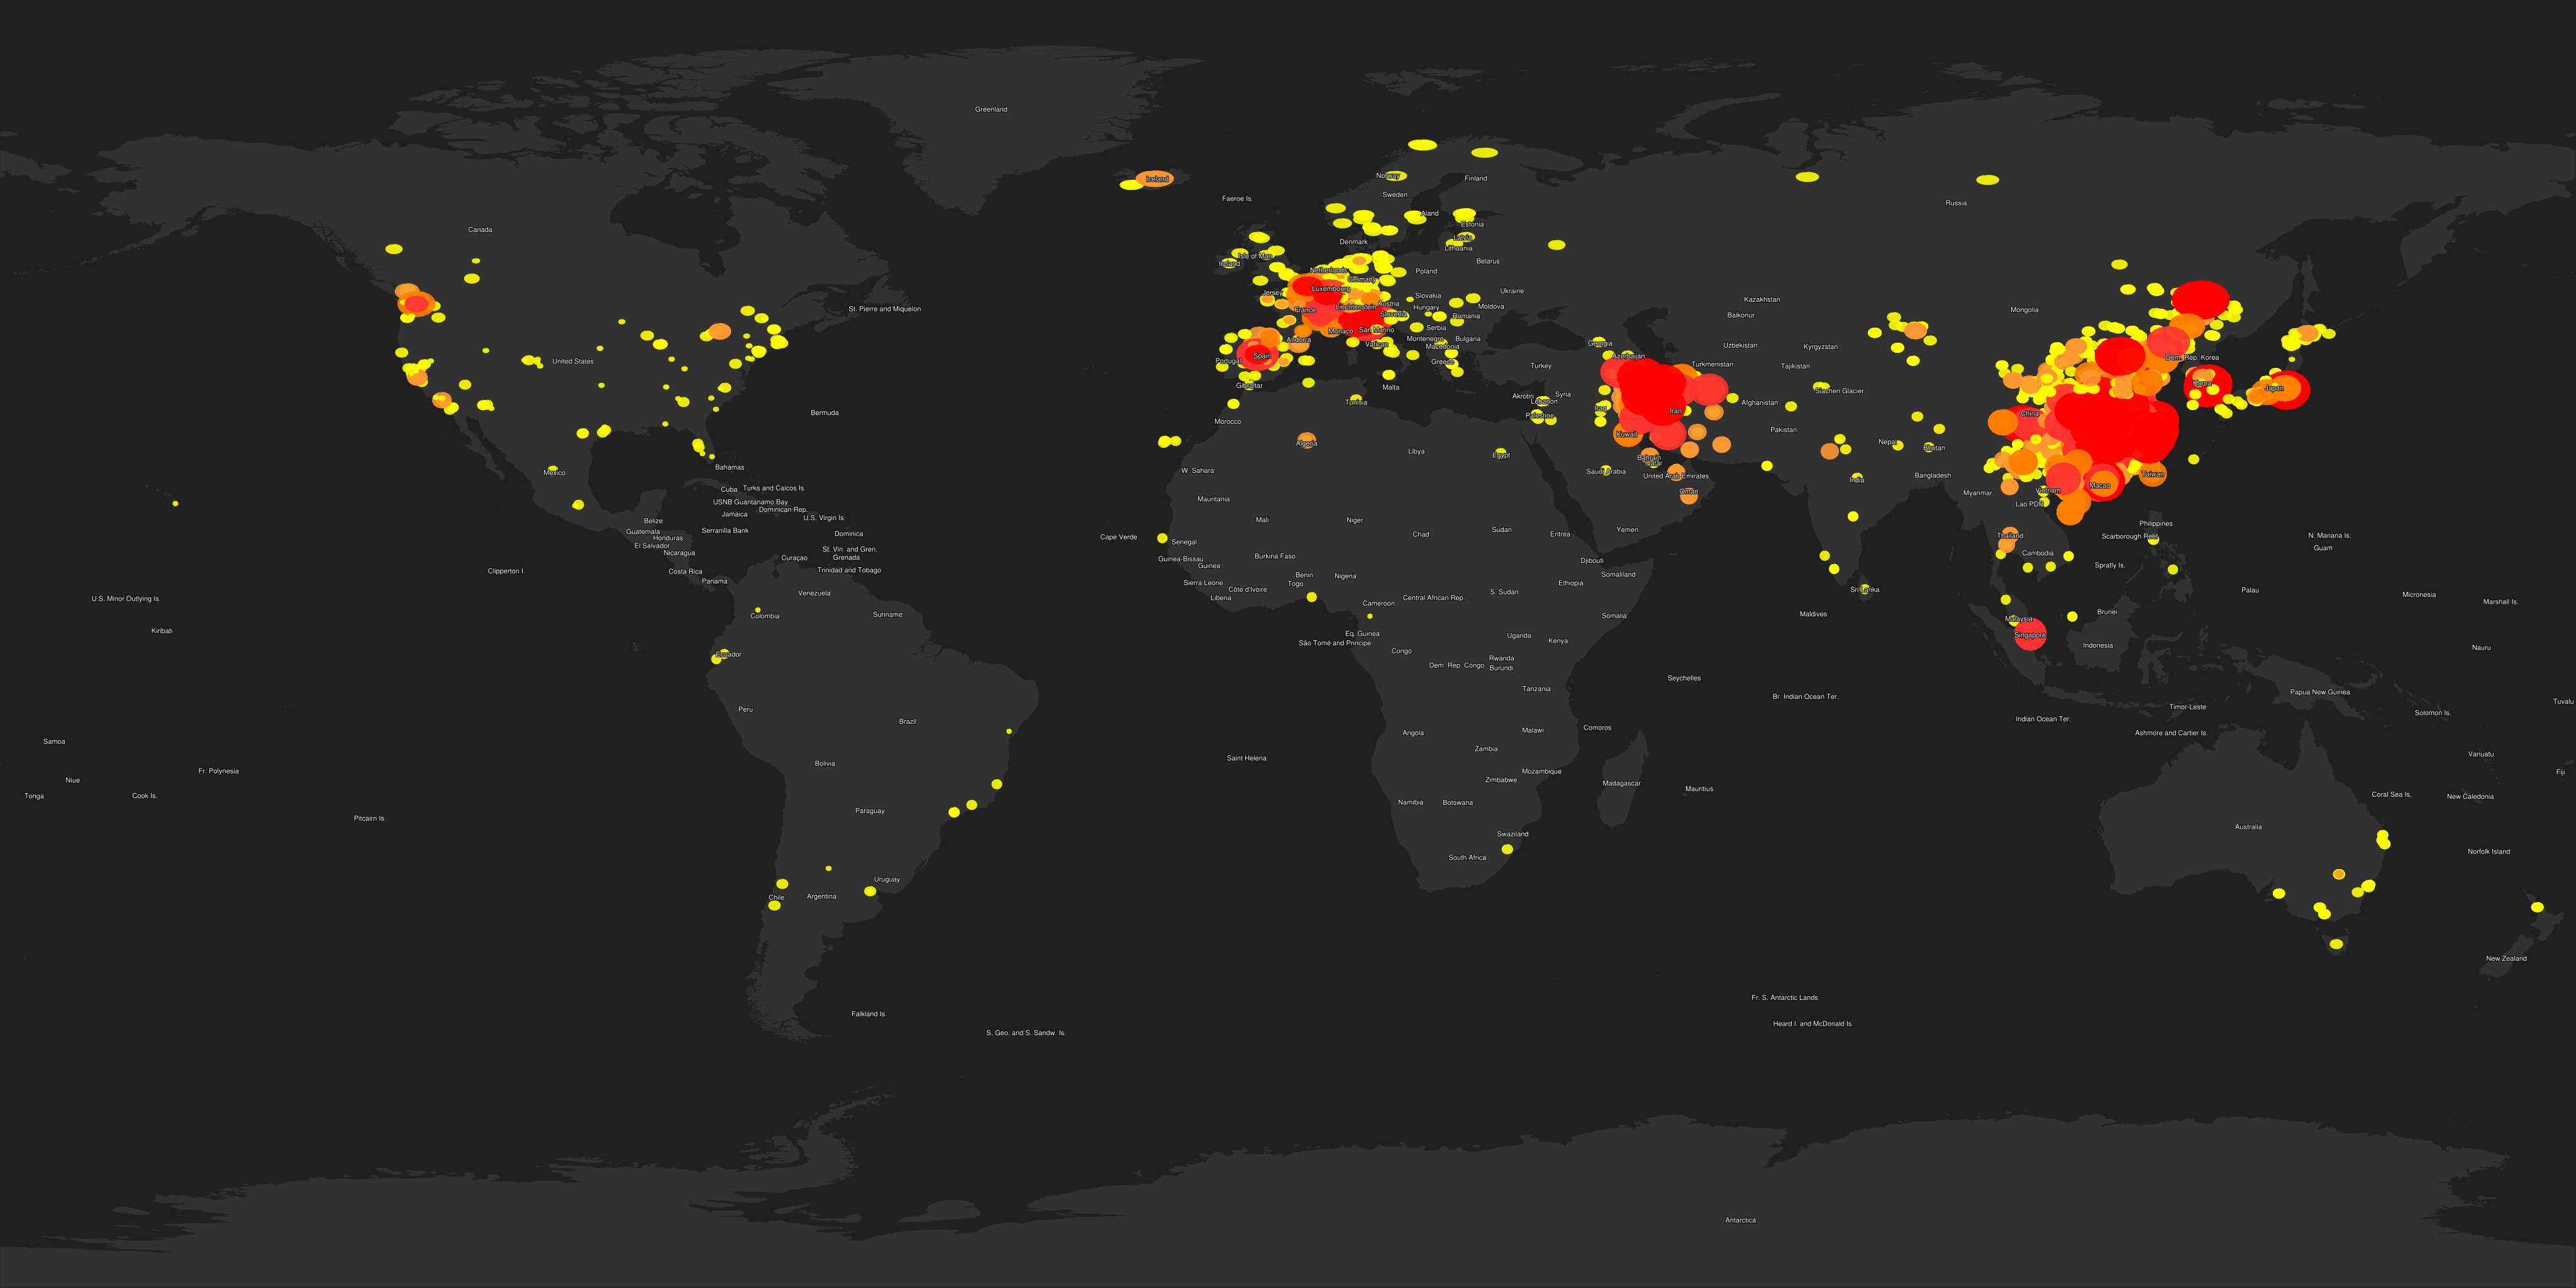 Greenland
Iceland
Faeroe Is.
Norway
Sweden
Finland
Aland
Estonia
Latvia
Lithuania
Denmark
Russia
Canada
Isle of Man
Ireland
Netherlands
Germany
Poland
Belarus
Jersey
Luxembourg
Ukraine
St. Pierre and Miquelon
France
Liechtenstein
Austria
Slovakia
Hungary
Moldova
Kazakhstan
Baikonur
Mongolia
Slovenia
Romania
Monaco
San Marino
Serbia
Andorra
Vatican
Montenegro
Bulgaria
Macedonia
Georgia
Uzbekistan
Kyrgyzstan
United States
Portugal
Spain
Greece
Azerbaijan
Turkmenistan
Tajikistan
Dem. Rep. Korea
Turkey
Gibraltar
Malta
Siachen Glacier
Korea
Japan
Akrotiri
Syria
Lebanon
Tunisia
Afghanistan
Bermuda
Morocco
Palestine
Iraq
Iran
China
Pakistan
Kuwait
Algeria
Libya
Egypt
Nepal
Bhutan
Mexico
Bahamas
W. Sahara
Saudi Arabia
Bahrain
Qatar
United Arab Emirates
India
Bangladesh
Taiwan
Macao
Cuba
Turks and Caicos Is.
Oman
Myanmar
Vietnam
Lao PDR
USNB Guantanamo Bay
Dominican Rep.
Jamaica
U.S. Virgin Is.
Mauritania
Mali
Niger
Chad
Sudan
Eritrea
Yemen
Philippines
Belize
Guatemala
Honduras
El Salvador
Nicaragua
Serranilla Bank
Dominica
Cape Verde
Senegal
Thailand
Scarborough Reef
N. Mariana Is.
Guam
St. Vin. and Gren.
Grenada
Curaçao
Trinidad and Tobago
Guinea-Bissau
Guinea
Burkina Faso
Djibouti
Cambodia
Spratly Is.
Clipperton I.
Costa Rica
Panama
Venezuela
Suriname
Sierra Leone
Liberia
Côte d'Ivoire
Benin
Togo
Nigeria
Cameroon
Central African Rep.
S. Sudan
Ethiopia
Somaliland
Somalia
Sri Lanka
Maldives
Palau
Micronesia
Marshall Is.
U.S. Minor Outlying Is.
Kiribati
Colombia
Ecuador
Eq. Guinea
São Tomé and Principe
Congo
Dem. Rep. Congo
Uganda
Kenya
Rwanda
Burundi
Malaysia
Singapore
Brunei
Indonesia
Nauru
Seychelles
Tanzania
Br. Indian Ocean Ter.
Papua New Guinea
Peru
Brazil
Indian Ocean Ter.
Timor-Leste
Solomon Is.
Tuvalu
Samoa
Angola
Malawi
Comoros
Zambia
Ashmore and Cartier Is.
Vanuatu
Niue
Fr. Polynesia
Bolivia
Saint Helena
Mozambique
Zimbabwe
Madagascar
Mauritius
Fiji
Tonga
Cook Is.
Coral Sea Is.
New Caledonia
Pitcairn Is.
Paraguay
Namibia
Botswana
Swaziland
South Africa
Australia
Norfolk Island
Uruguay
Chile
Argentina
New Zealand
Falkland Is.
S. Geo. and S. Sandw. Is.
Fr. S. Antarctic Lands
Heard I. and McDonald Is.
Antarctica